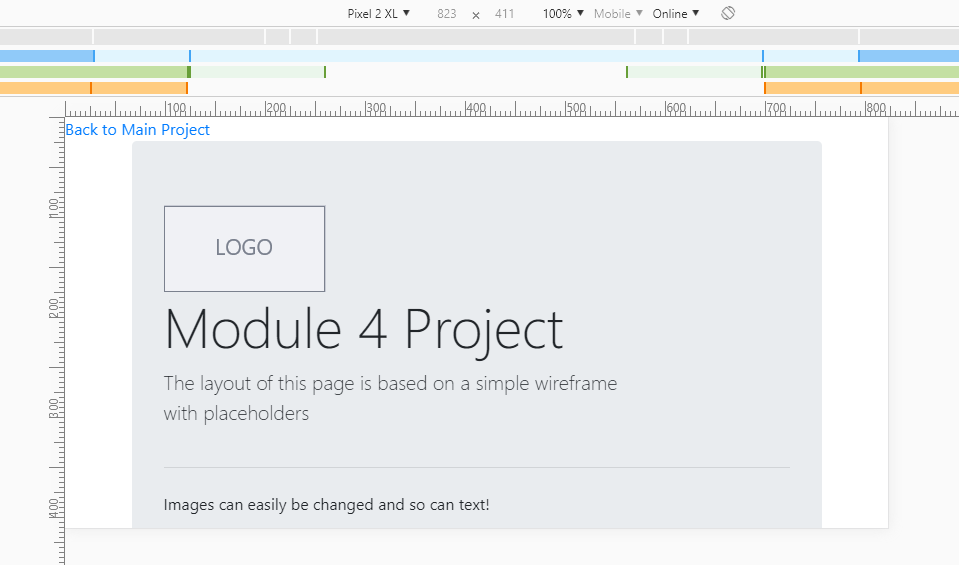 Pixel 2 XL ▼ 823 × 411 100% ▼ Mobile ▼ Online ▼
100 200 300 400 500 600 700 800
Back to Main Project
100
LOGO
200
Module 4 Project
The layout of this page is based on a simple wireframe
300
with placeholders
400
Images can easily be changed and so can text!